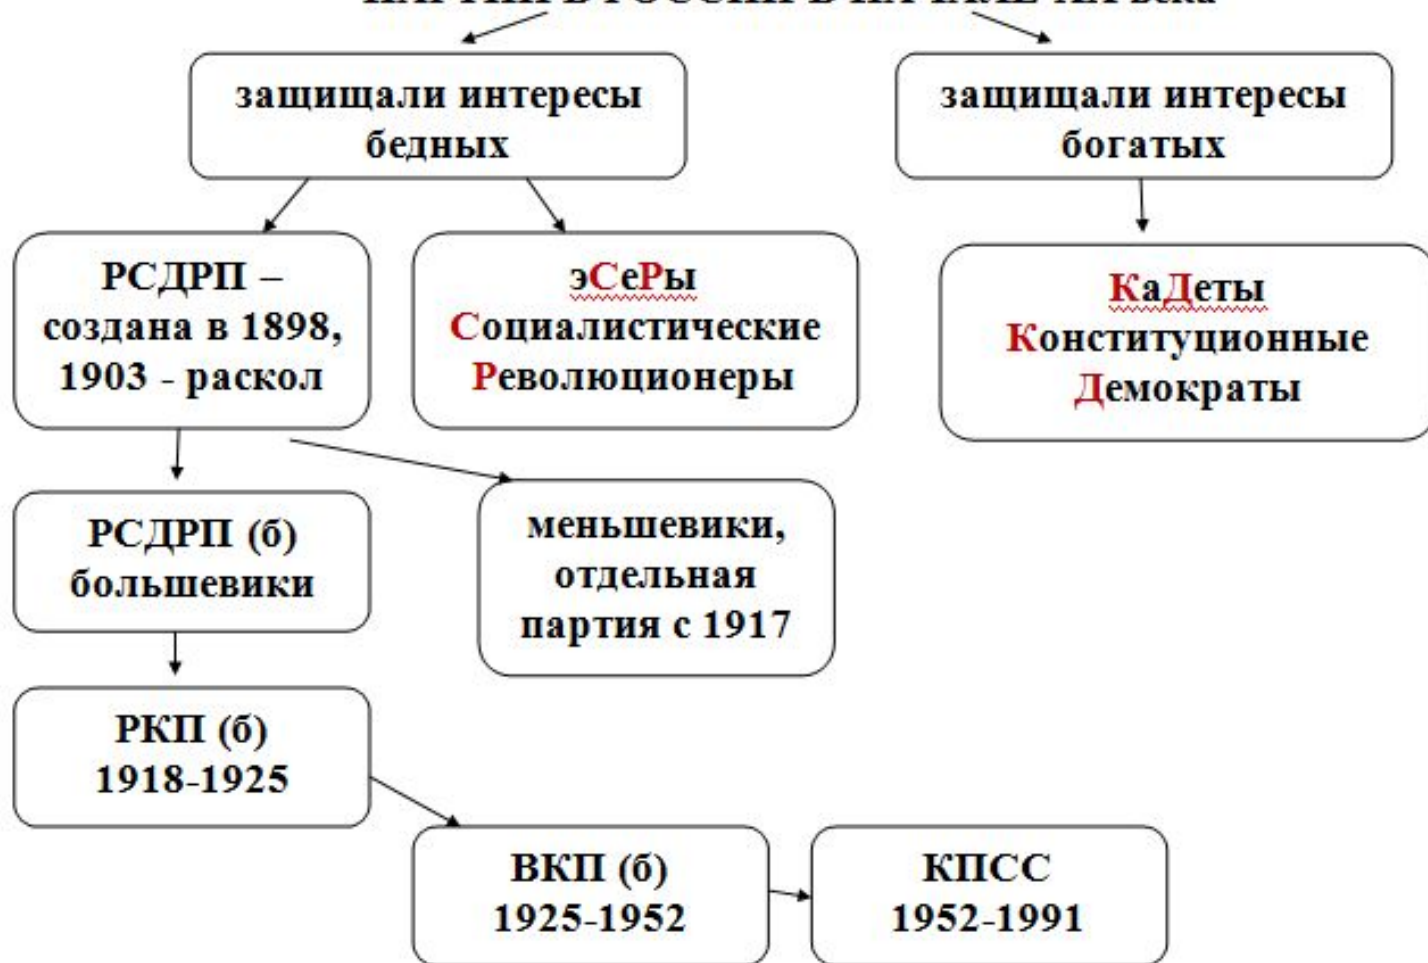 защищали интересы
бедных
защищали интересы
богатых
РСДРП –
создана в 1898,
1903 - раскол
эСеРы
Социалистические
Революционеры
КаДеты
Конституционные
Демократы
РСДРП (б)
большевики
меньшевики,
отдельная
партия с 1917
РКП (б)
1918-1925
ВКП (б)
1925-1952
КПСС
1952-1991